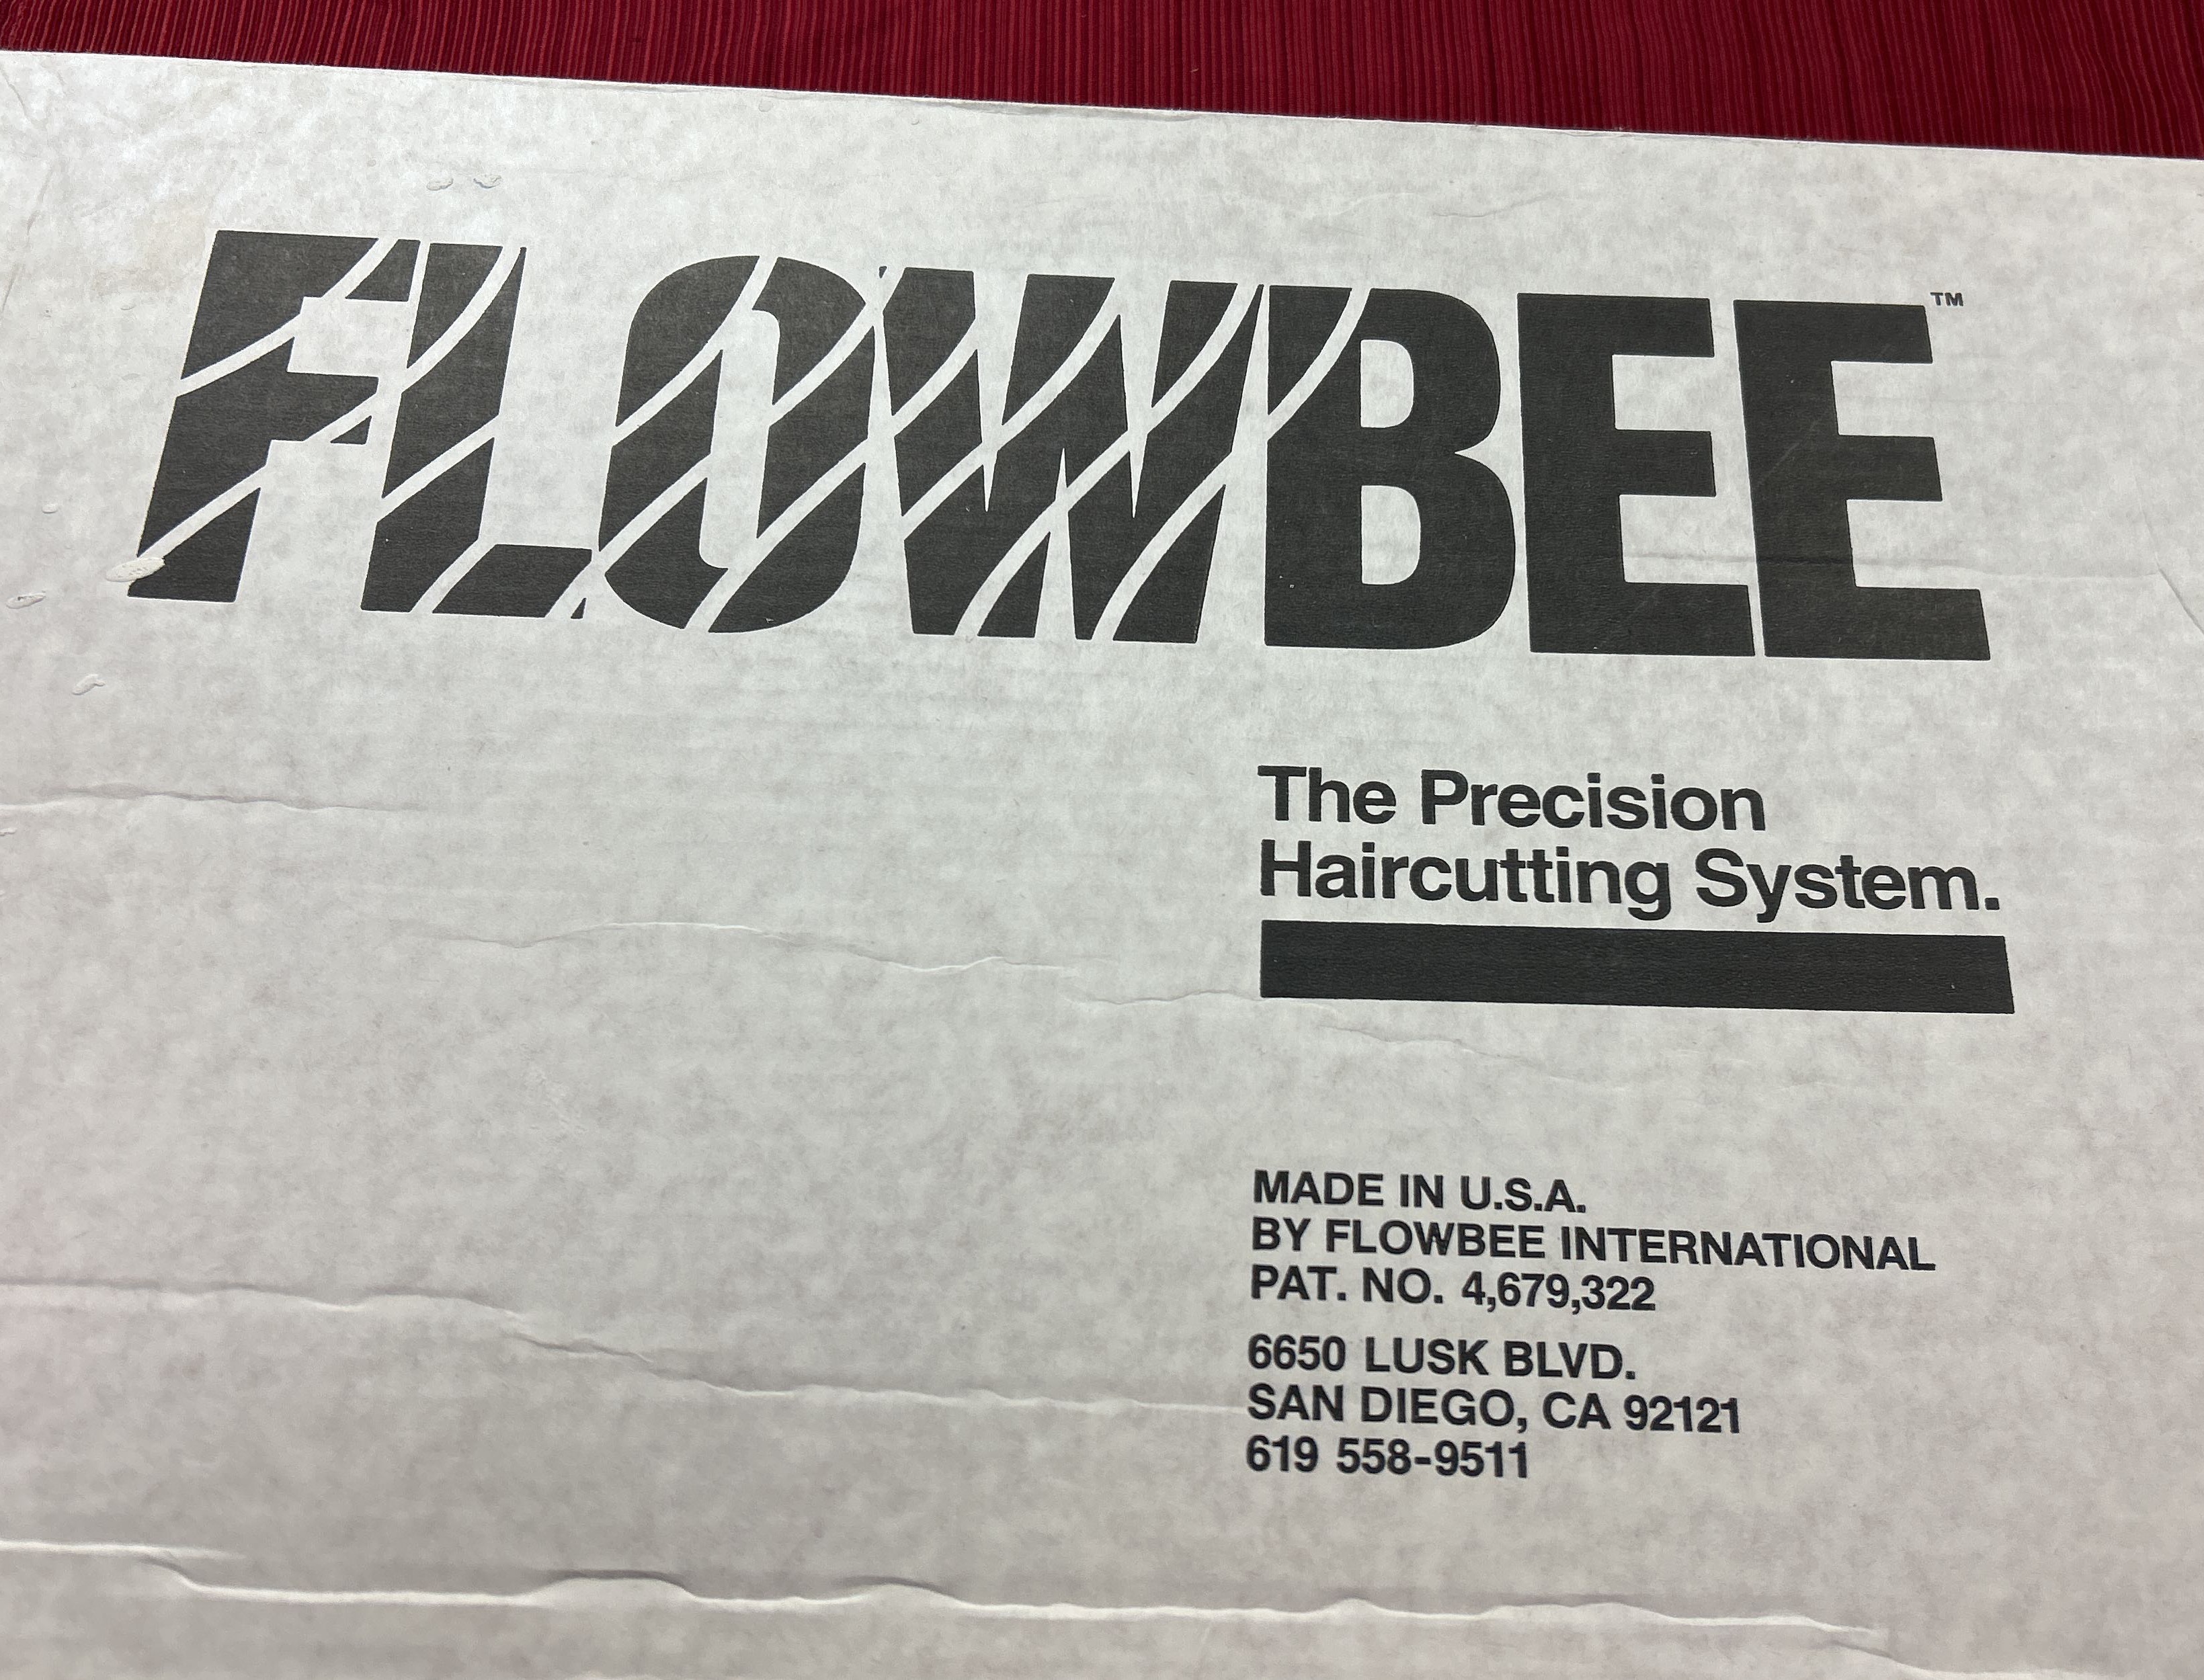 FLOWBEE™
The Precision
Haircutting System.
MADE IN U.S.A.
BY FLOWBEE INTERNATIONAL
PAT. NO. 4,679,322
6650 LUSK BLVD.
SAN DIEGO, CA 92121
619 558-9511